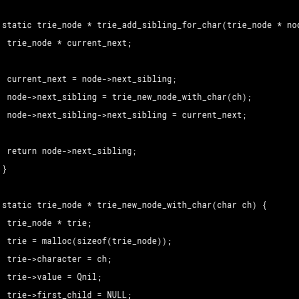 static trie_node * trie_add_sibling_for_char(trie_node *
trie_node * current_next;
current_next = node->next_sibling;
node->next_sibling = trie_new_node_with_char(ch);
node->next_sibling->next_sibling = current_next;
return node->next_sibling;
}
static trie_node * trie_new_node_with_char(char ch) {
trie_node * trie;
trie = malloc(sizeof(trie_node));
trie->character = ch;
trie->value = Qnil;
trie->first_child = NULL;